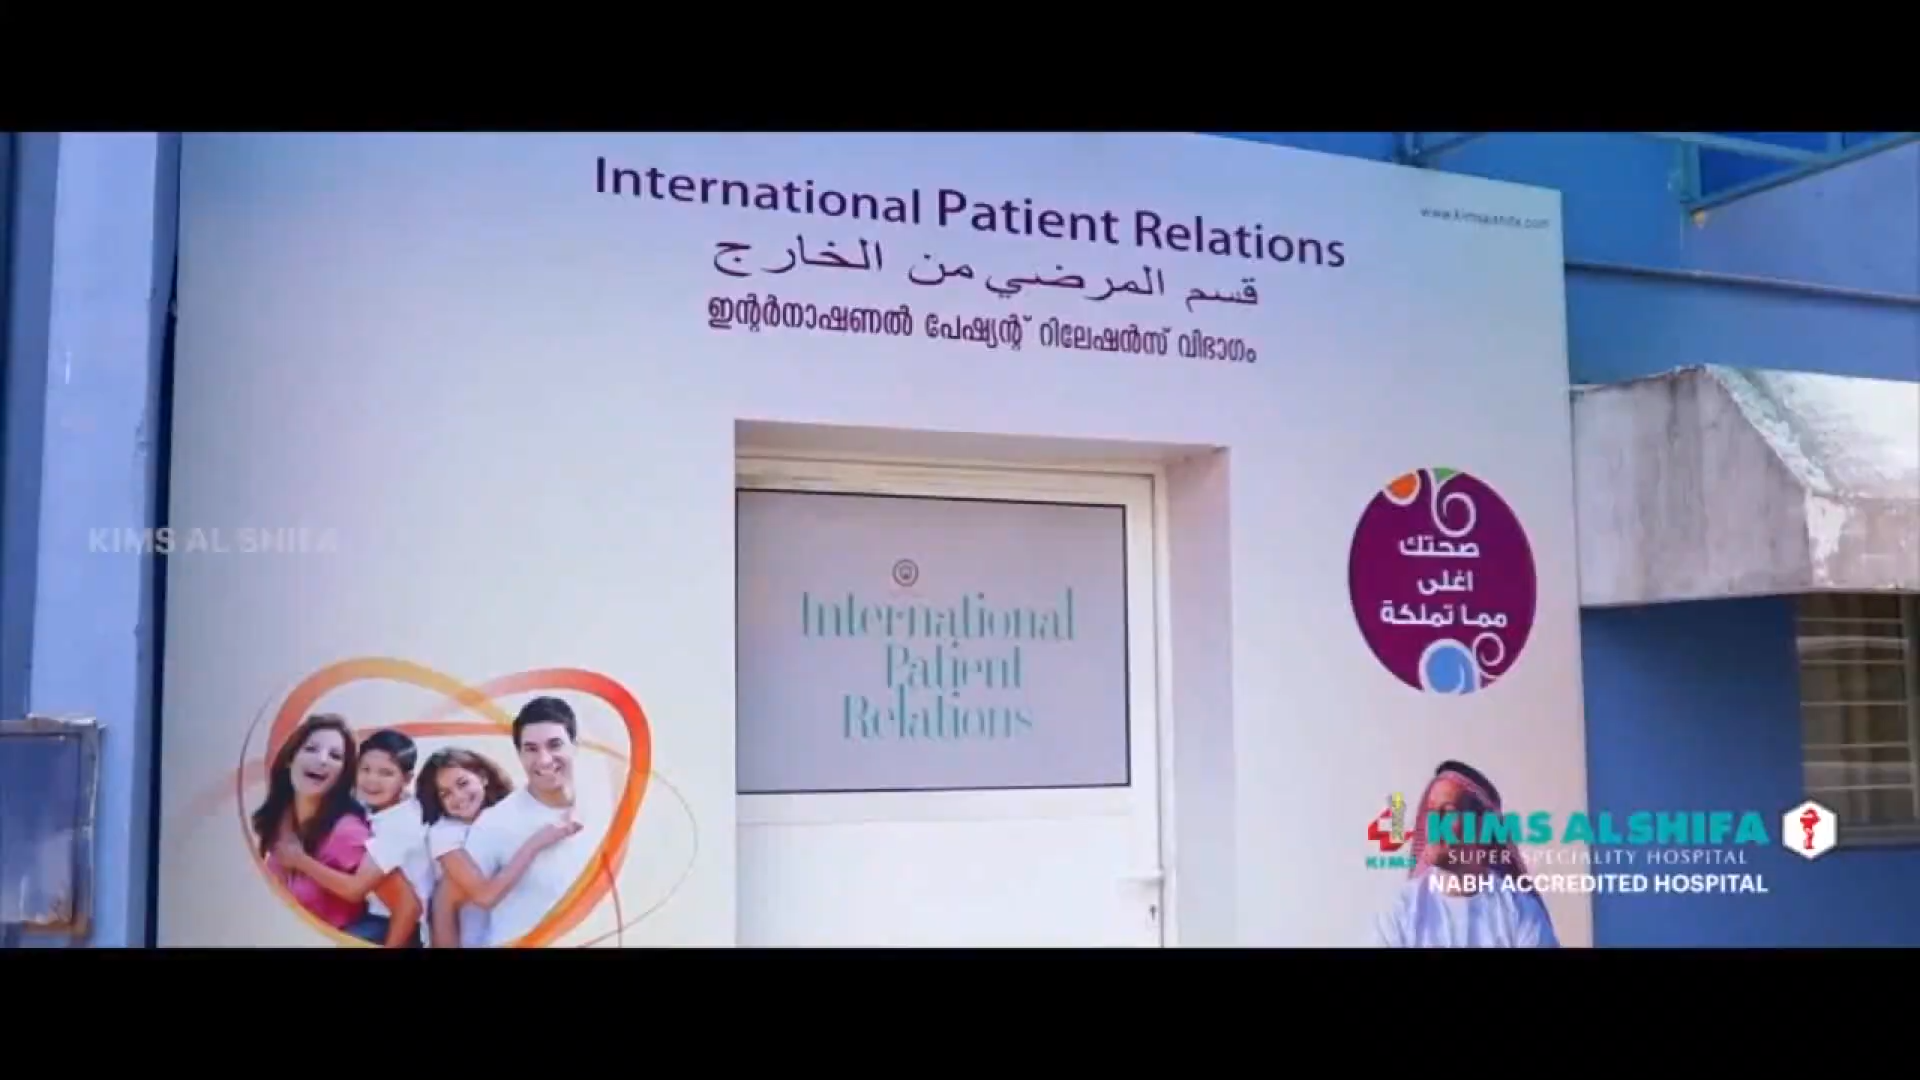 International Patient Relations
www.kimsalshifa.com
قسم المرضي من الخارج
ഇന്റർനാഷണൽ പേഷ്യന്റ് റിലേഷൻസ് വിഭാഗം
KIMS AL SHIFA
صحتك
اغلى
مما تملكة
International
Patient
Relations
KIMS
KIMS ALSHIFA
SUPER SPECIALITY HOSPITAL
NABH ACCREDITED HOSPITAL